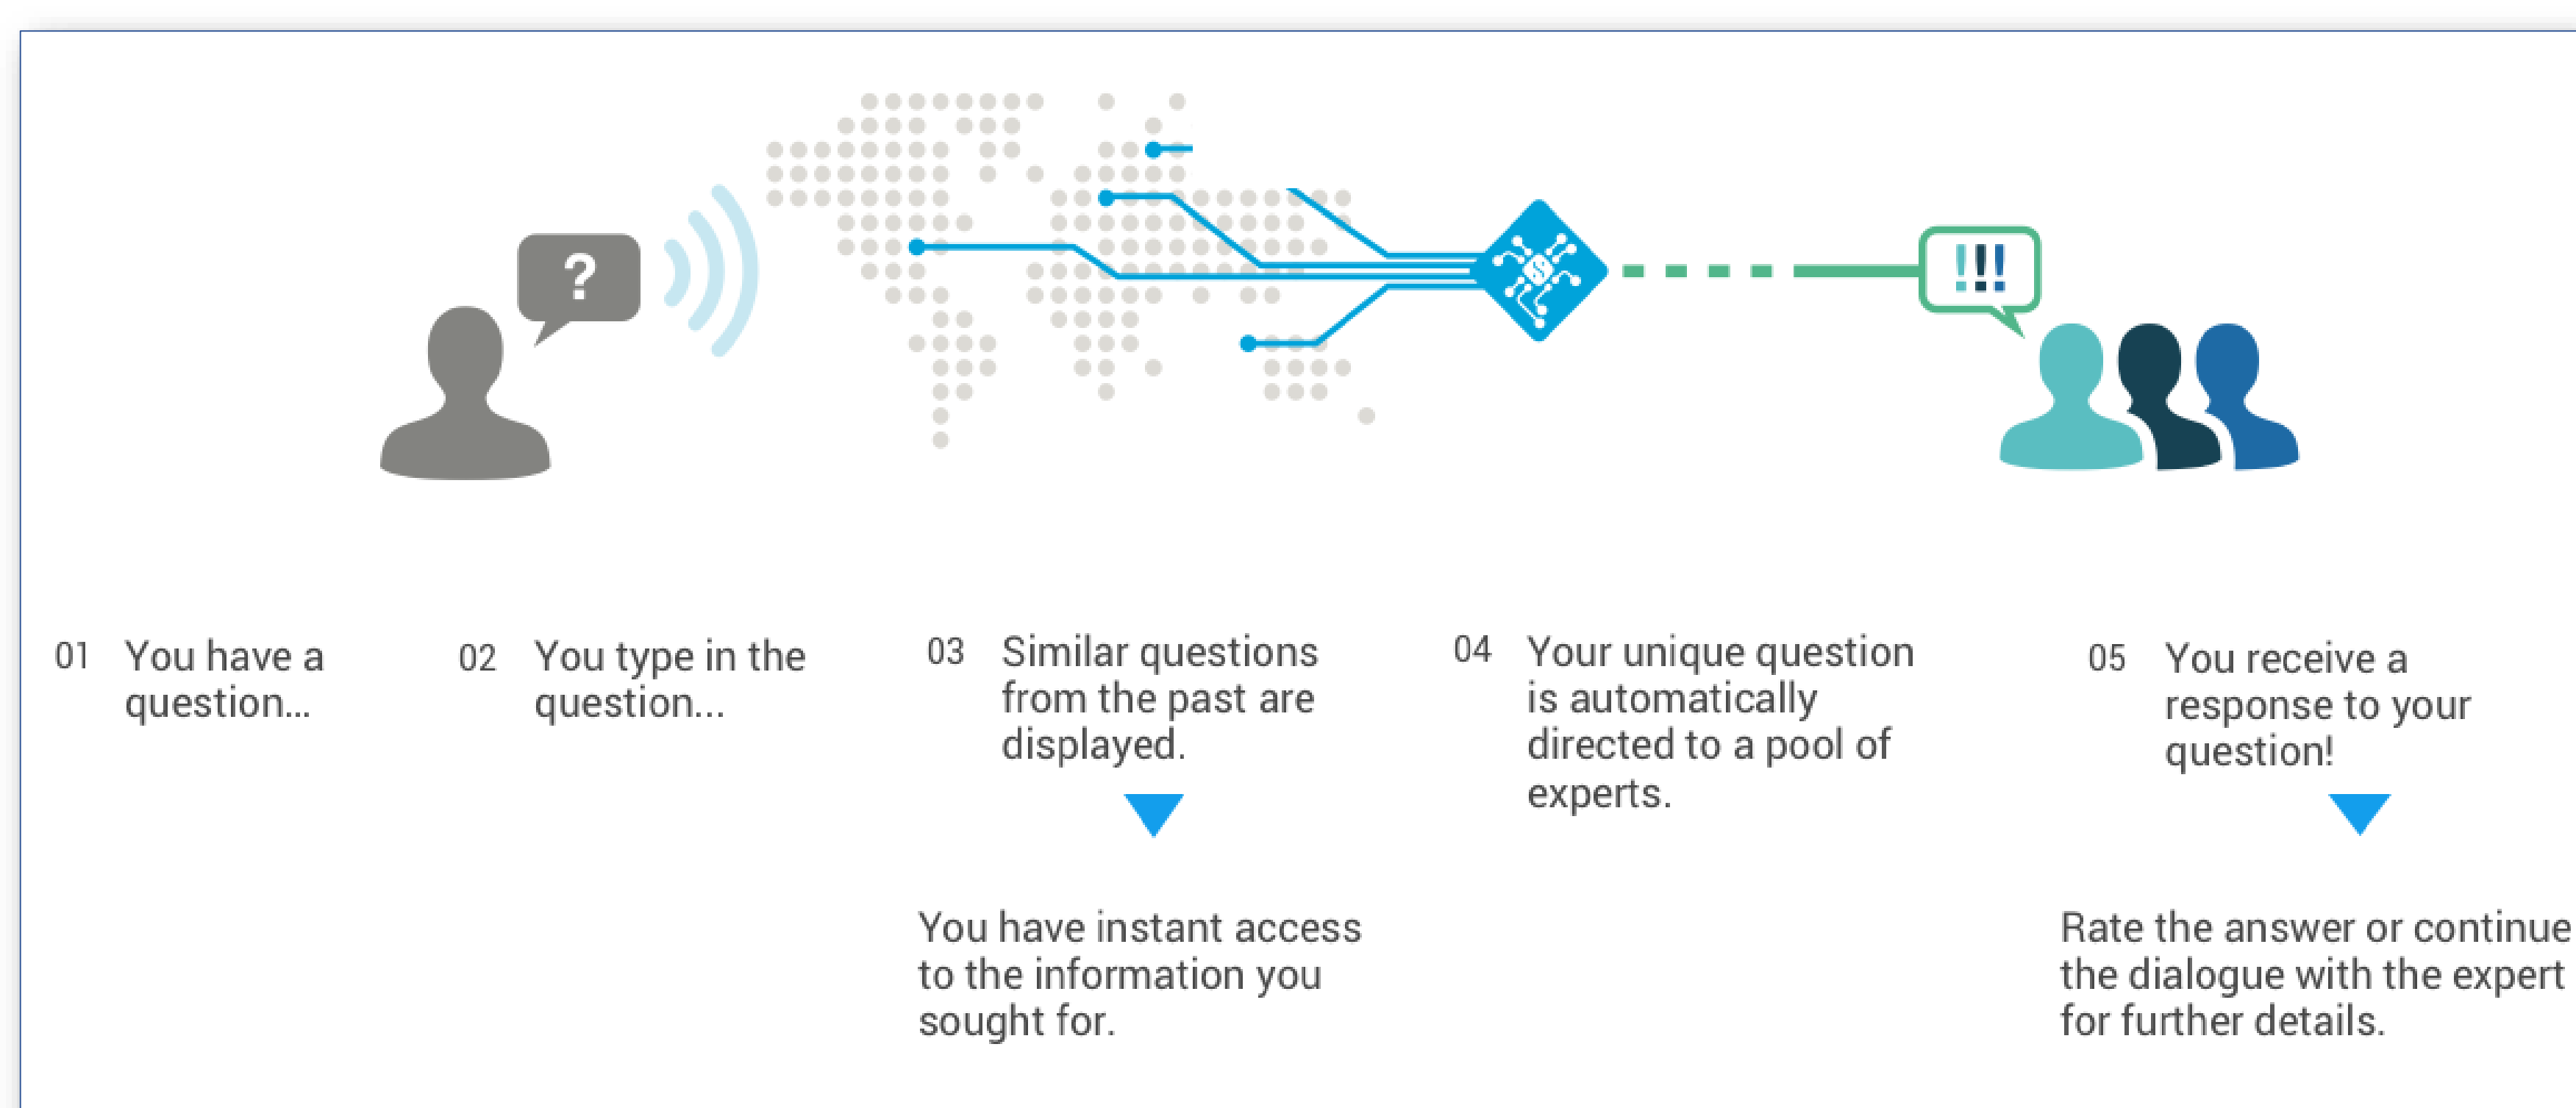 ?
!!!
01 You have a
question...
02 You type in the
question...
03 Similar questions
from the past are
displayed.
04 Your unique question
is automatically
directed to a pool of
experts.
05 You receive a
response to your
question!
You have instant access
to the information you
sought for.
Rate the answer or continue
the dialogue with the expert
for further details.